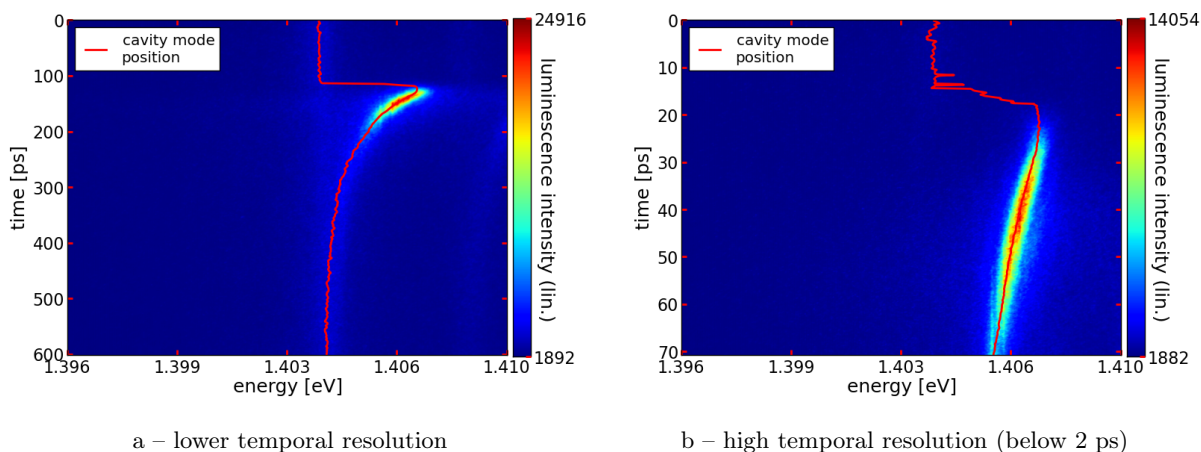 0
100
200
300
400
500
600
time [ps]
cavity mode
position
1.396
1.399
1.403
1.406
1.410
energy [eV]
24916
1892
luminescence intensity (lin.)
a – lower temporal resolution
0
10
20
30
40
50
60
70
time [ps]
cavity mode
position
1.396
1.399
1.403
1.406
1.410
energy [eV]
14054
1882
luminescence intensity (lin.)
b – high temporal resolution (below 2 ps)